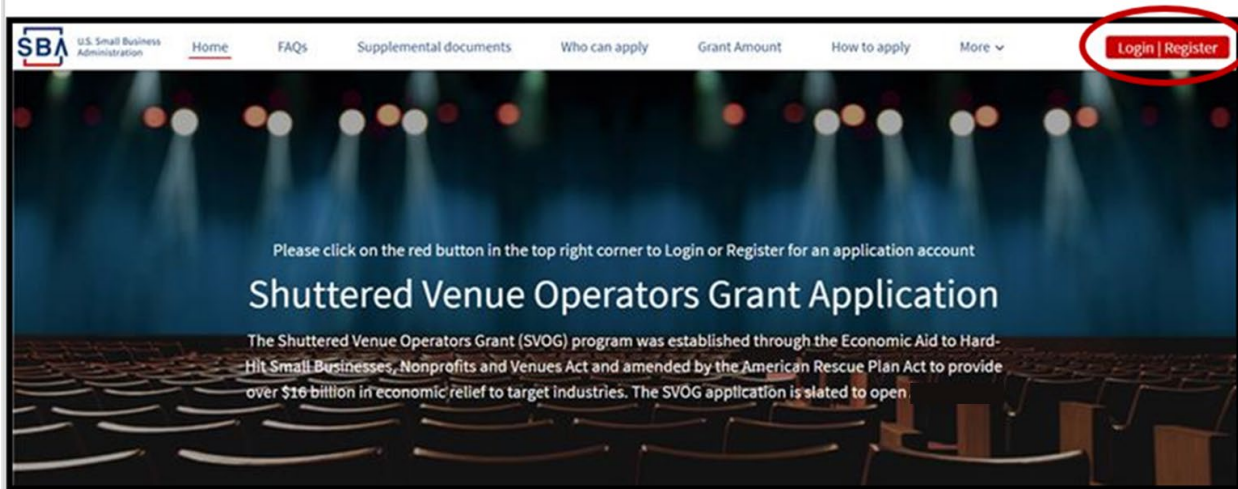 SBA
U.S. Small Business
Administration
Home FAQs Supplemental documents Who can apply Grant Amount How to apply More Login | Register
Please click on the red button in the top right corner to Login or Register for an application account
Shuttered Venue Operators Grant Application
The Shuttered Venue Operators Grant (SVOG) program was established through the Economic Aid to Hard-
Hit Small Businesses, Nonprofits and Venues Act and amended by the American Rescue Plan Act to provide
over $16 billion in economic relief to target industries. The SVOG application is slated to open